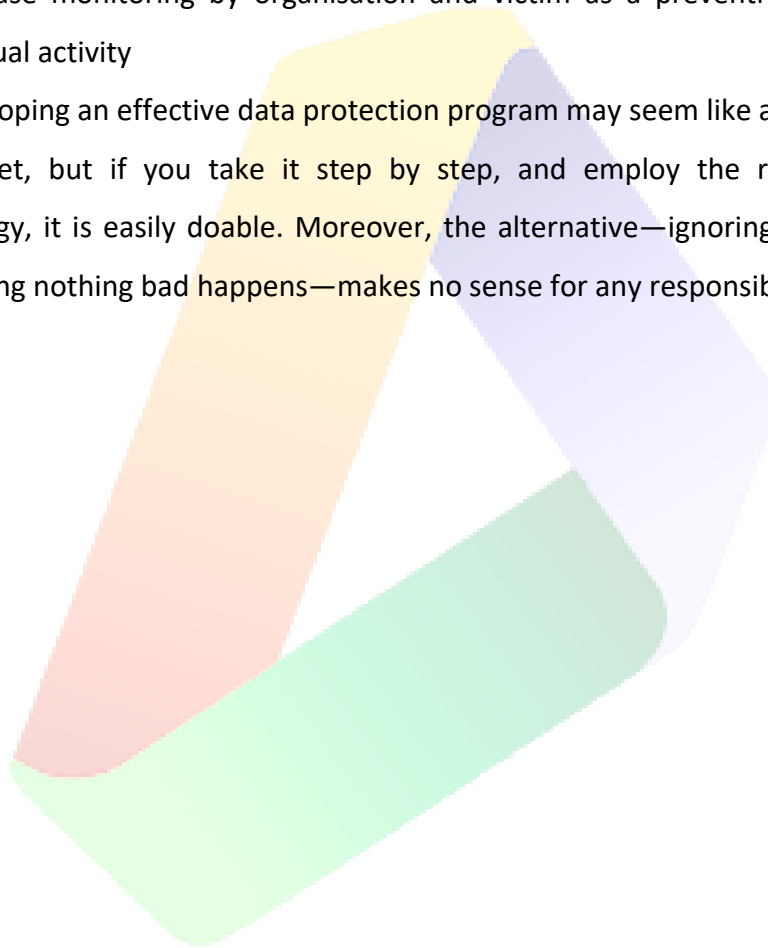 monitoring by organisation and victim as a
ual activity
oping an effective data protection program may seem like a
et, but if you take it step by step, and employ the r
gy, it is easily doable. Moreover, the alternative—ignoring
ng nothing bad happens—makes no sense for any responsib